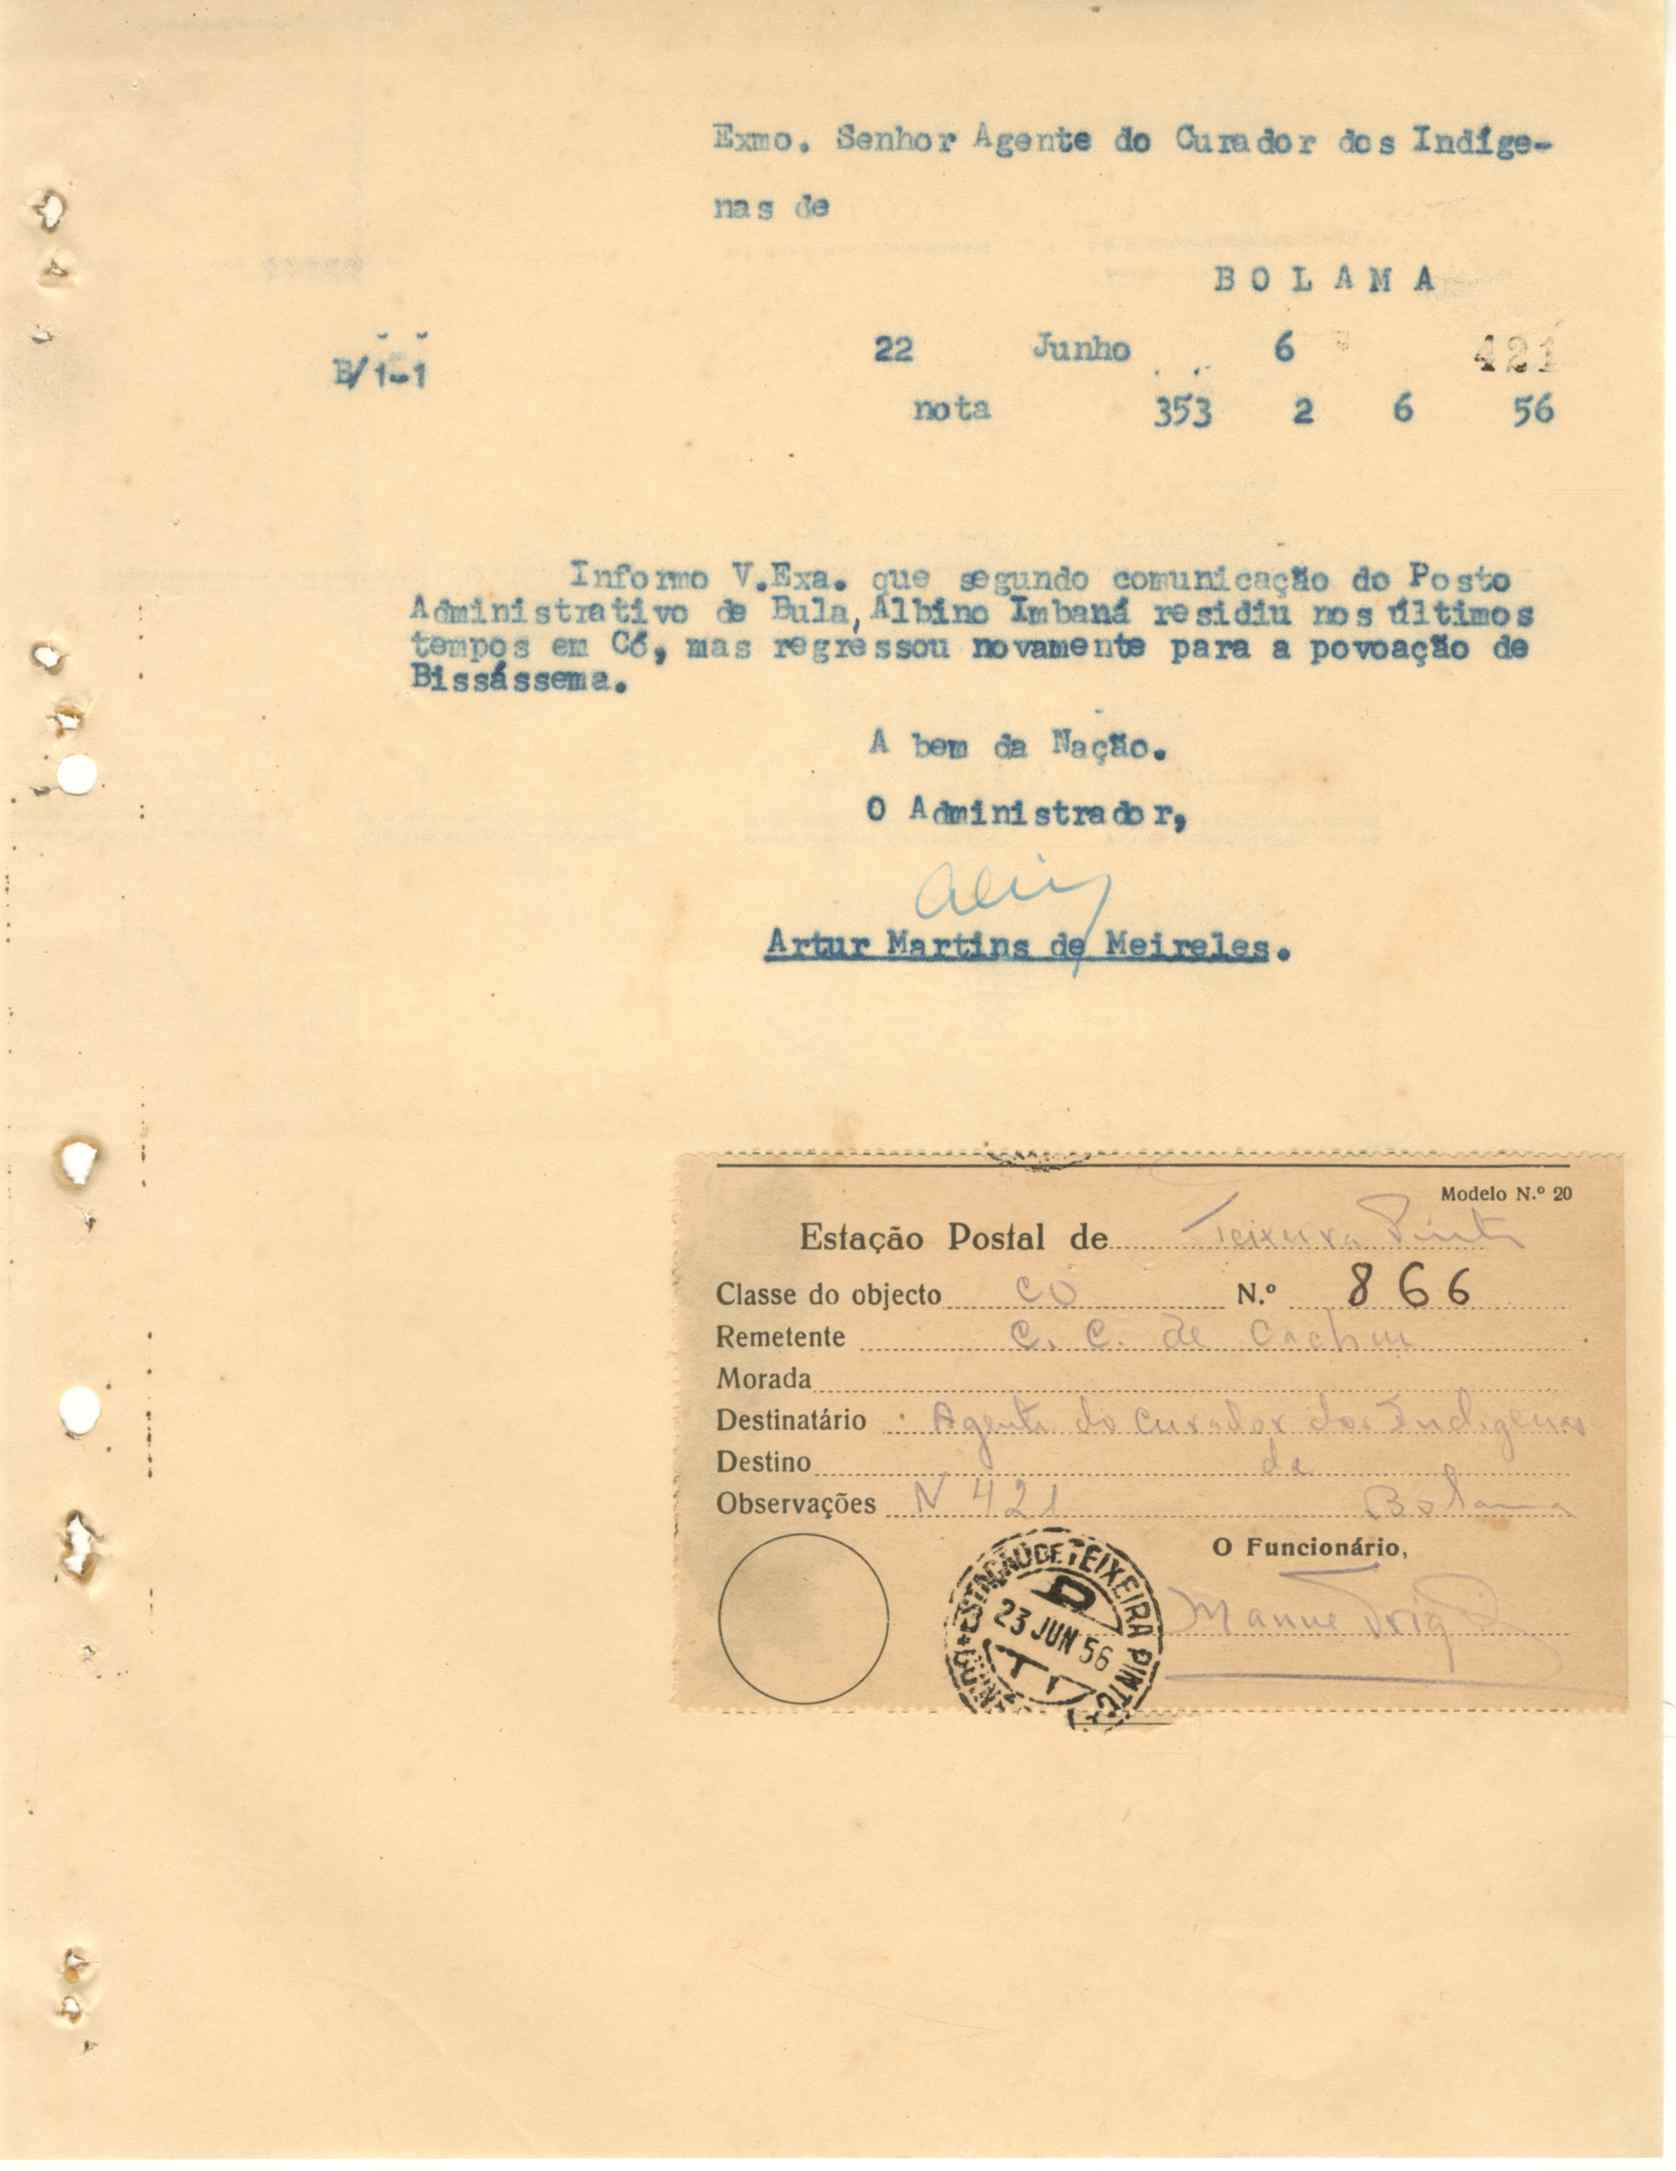 Exmo. Senhor Agente do Curador dos Indíge-
nas de
B O L A M A
B/1-1
22 Junho 6 421
nota 353 2 6 56
Informo V.Exa. que segundo comunicação do Posto
Administrativo de Bula, Albino Imbaná residiu nos últimos
tempos em Có, mas regressou novamente para a povoação de
Bissássema.
A bem da Nação.
O Administrador,
Artur Martins de Meireles.
Modelo N.º 20
Estação Postal de Teixeira Pinto
Classe do objecto CO N.º 866
Remetente C. C. de Cacheu
Morada
Destinatário Agente do Curador dos Indigenas
Destino de
Observações N 421 Bolama
O Funcionário,
ESTAÇÃO DE TEIXEIRA PINTO
23 JUN 56